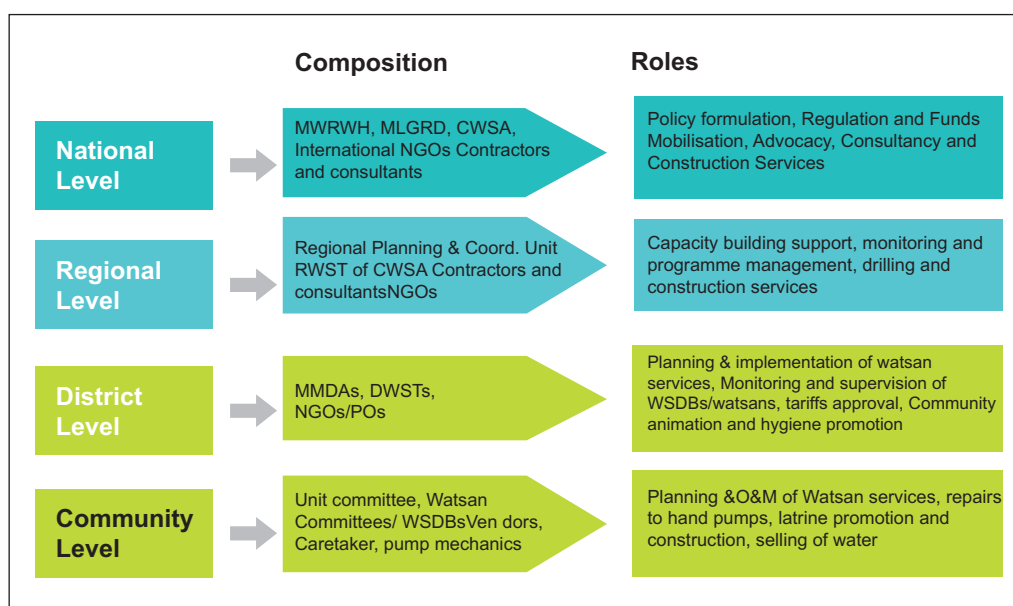 Composition
Roles
National
Level
MWRWH, MLGRD, CWSA,
International NGOs Contractors
and consultants
Policy formulation, Regulation and Funds
Mobilisation, Advocacy, Consultancy and
Construction Services
Regional
Level
Regional Planning & Coord. Unit
RWST of CWSA Contractors and
consultantsNGOs
Capacity building support, monitoring and
programme management, drilling and
construction services
District
Level
MMDAs, DWSTs,
NGOs/POs
Planning & implementation of watsan
services, Monitoring and supervision of
WSDBs/watsans, tariffs approval, Community
animation and hygiene promotion
Community
Level
Unit committee, Watsan
Committees/ WSDBsVen dors,
Caretaker, pump mechanics
Planning &O&M of Watsan services, repairs
to hand pumps, latrine promotion and
construction, selling of water